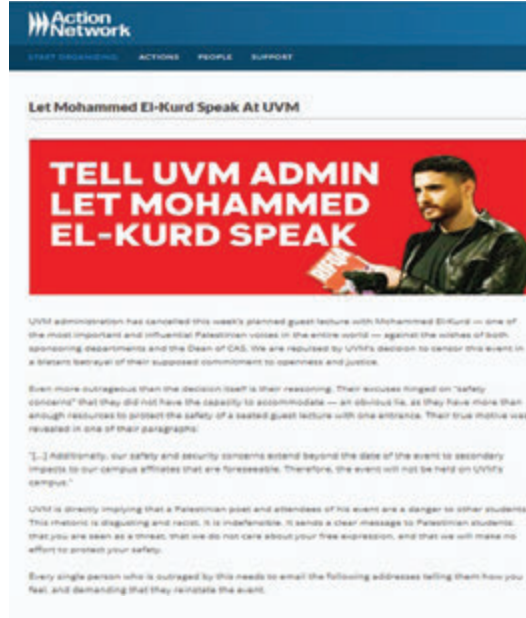 Action
Network
START ORGANIZING ACTIONS PEOPLE SUPPORT
Let Mohammed El-Kurd Speak At UVM
TELL UVM ADMIN
LET MOHAMMED
EL-KURD SPEAK
RIFQA
UVM administration has cancelled this week's planned guest lecture with Mohammed El-Kurd — one of
the most important and influential Palestinian voices in the entire world — against the wishes of both
sponsoring departments and the Dean of CAS. We are repulsed by UVM's decision to censor this event in
a blatant betrayal of their supposed commitment to openness and justice.
Even more outrageous than the decision itself is their reasoning. Their excuses hinged on "safety
concerns" that they did not have the capacity to accommodate — an obvious lie, as they have more than
enough resources to protect the safety of a seated guest lecture with one entrance. Their true motive was
revealed in one of their paragraphs:
"[...] Additionally, our safety and security concerns extend beyond the date of the event to secondary
impacts to our campus affiliates that are foreseeable. Therefore, the event will not be held on UVM's
campus."
UVM is directly implying that a Palestinian poet and attendees of his event are a danger to other students.
This rhetoric is disgusting and racist. It is indefensible. It sends a clear message to Palestinian students:
that you are seen as a threat, that we do not care about your free expression, and that we will make no
effort to protect your safety.
Every single person who is outraged by this needs to email the following addresses telling them how you
feel, and demanding that they reinstate the event.